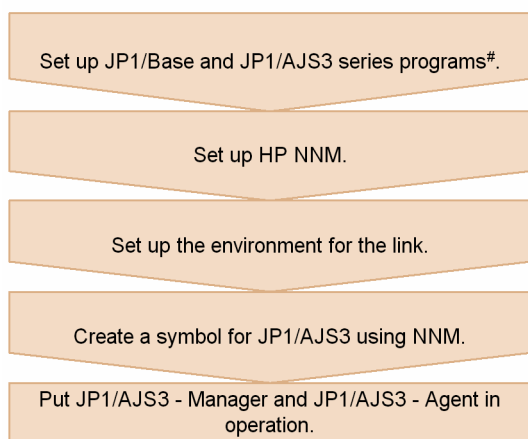 Set up JP1/Base and JP1/AJS3 series programs#.
Set up HP NNM.
Set up the environment for the link.
Create a symbol for JP1/AJS3 using NNM.
Put JP1/AJS3 - Manager and JP1/AJS3 - Agent in
operation.